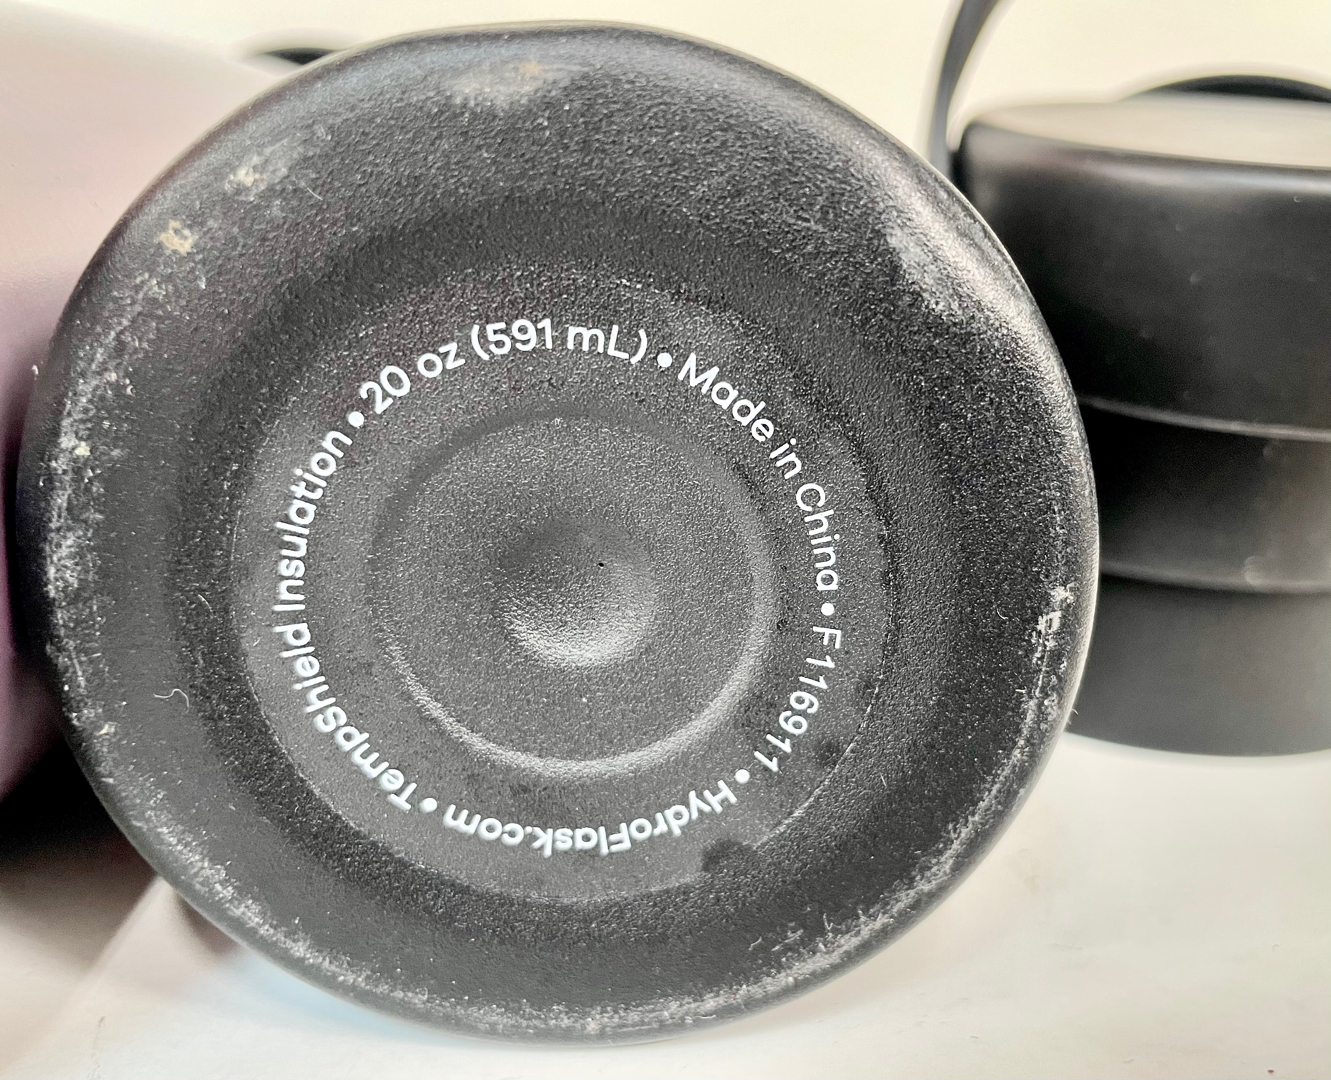 20 oz (591 mL) • Made in China • F116911 • HydroFlask.com • TempShield Insulation •